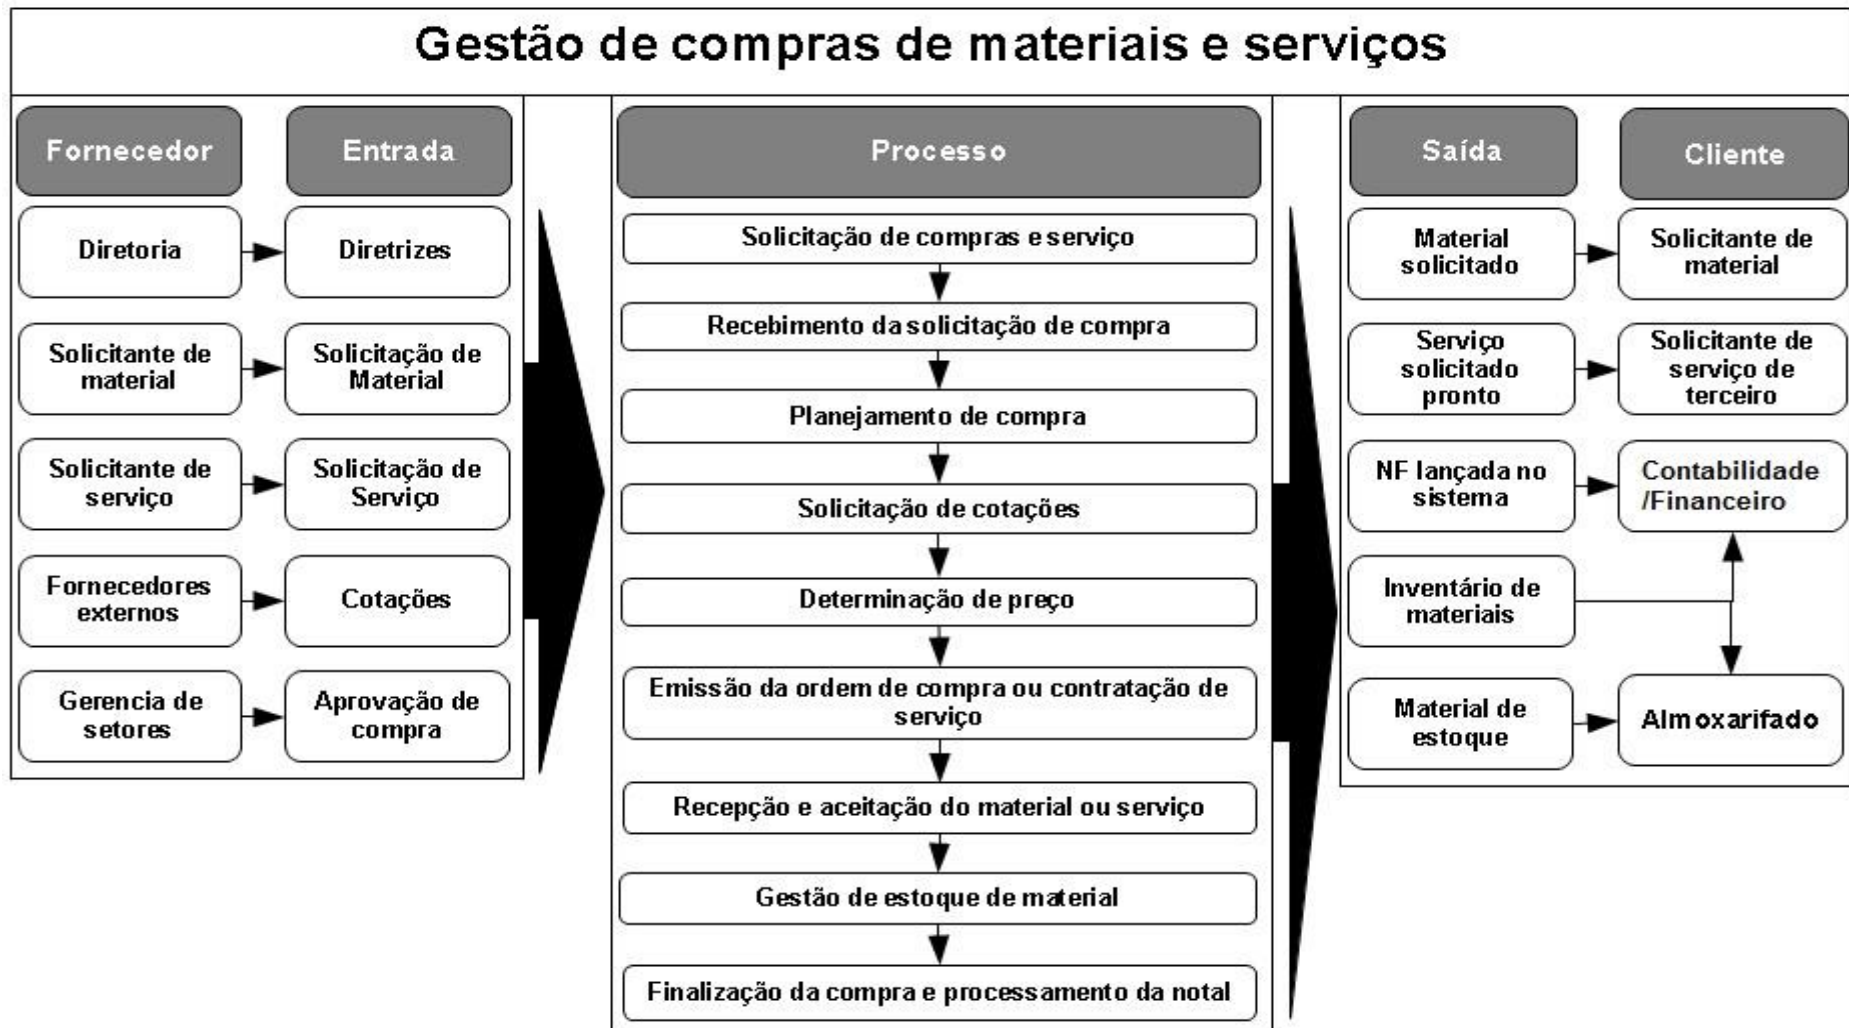 Gestão de compras de materiais e serviços
Fornecedor
Entrada
Processo
Saída
Cliente
Diretoria
Diretrizes
Solicitante de
material
Solicitação de
Material
Solicitante de
serviço
Solicitação de
Serviço
Fornecedores
externos
Cotações
Gerencia de
setores
Aprovação de
compra
Solicitação de compras e serviço
Recebimento da solicitação de compra
Planejamento de compra
Solicitação de cotações
Determinação de preço
Emissão da ordem de compra ou contratação de
serviço
Recepção e aceitação do material ou serviço
Gestão de estoque de material
Finalização da compra e processamento da notal
Material
solicitado
Solicitante de
material
Serviço
solicitado
pronto
Solicitante de
serviço de
terceiro
NF lançada no
sistema
Contabilidade
/Financeiro
Inventário de
materiais
Material de
estoque
Almoxarifado